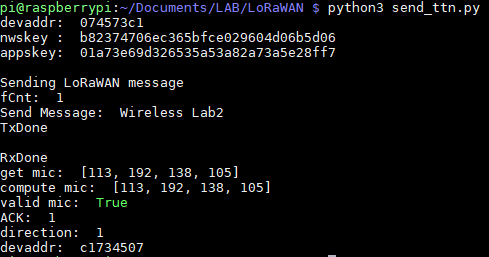 pi@raspberrypi:~/Documents/LAB/LoRaWAN $ python3 send_ttn.py
devaddr:  074573c1
nwskey :  b82374706ec365bfce029604d06b5d06
appskey:  01a73e69d326535a53a82a73a5e28ff7
Sending LoRaWAN message
fCnt:  1
Send Message:  Wireless Lab2
TxDone
RxDone
get mic:  [113, 192, 138, 105]
compute mic:  [113, 192, 138, 105]
valid mic:  True
ACK:  1
direction:  1
devaddr:  c1734507